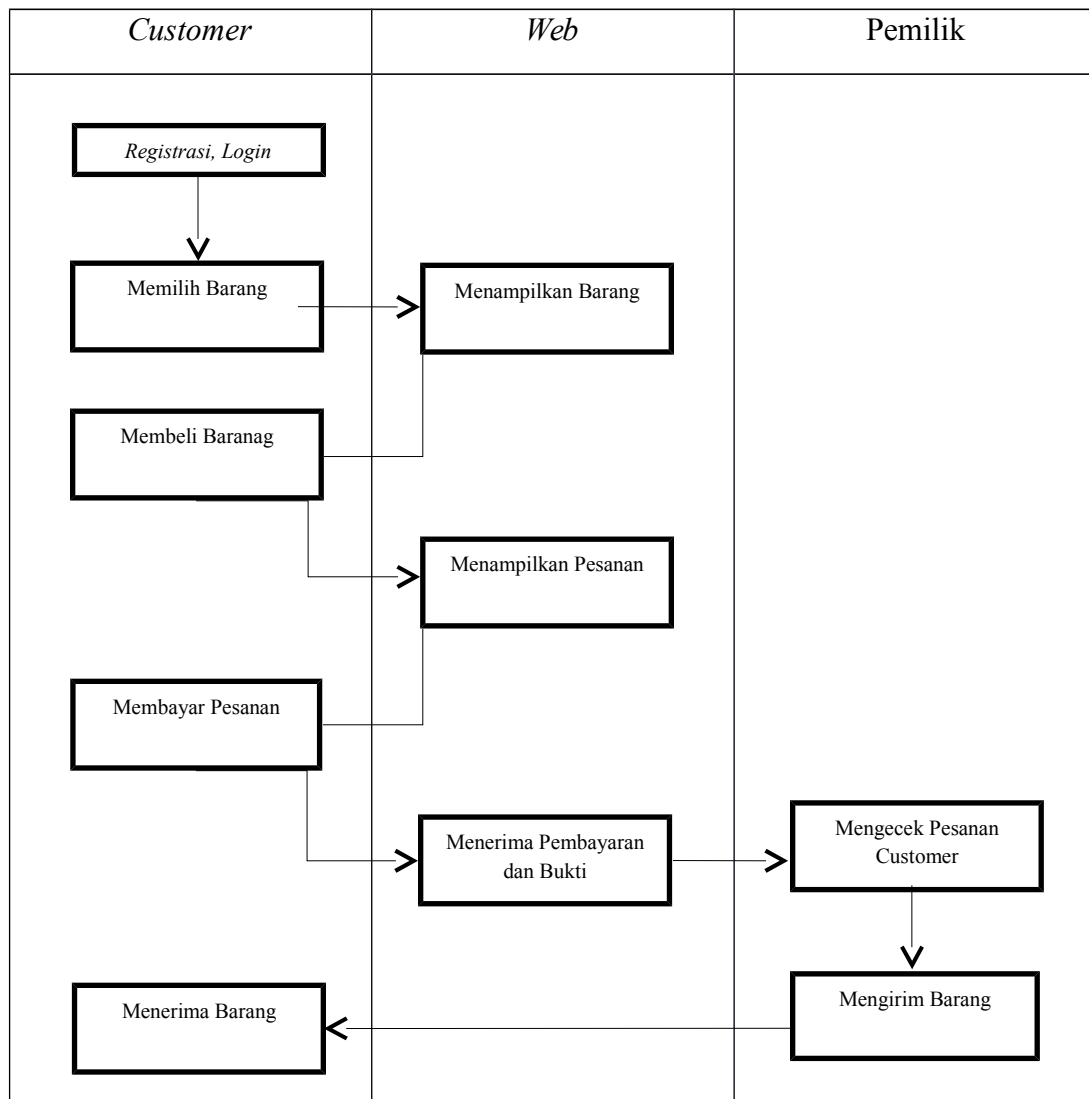 Customer
Web
Pemilik
Registrasi, Login
Memilih Barang
Menampilkan Barang
Membeli Baranag
Menampilkan Pesanan
Membayar Pesanan
Menerima Pembayaran
dan Bukti
Mengecek Pesanan
Customer
Menerima Barang
Mengirim Barang